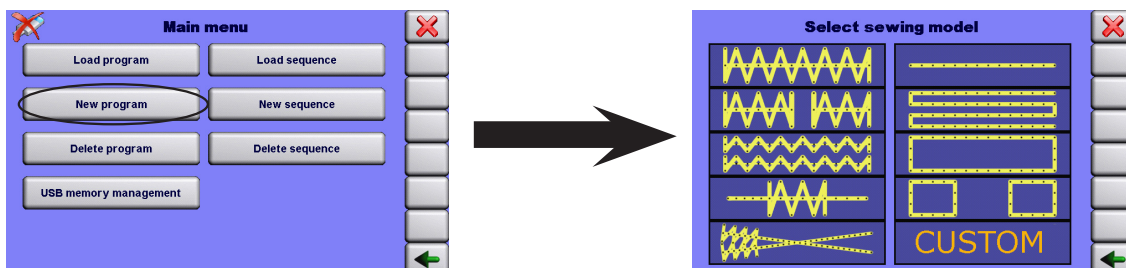 Main menu
Load program
Load sequence
New program
New sequence
Delete program
Delete sequence
USB memory management
Select sewing model
CUSTOM